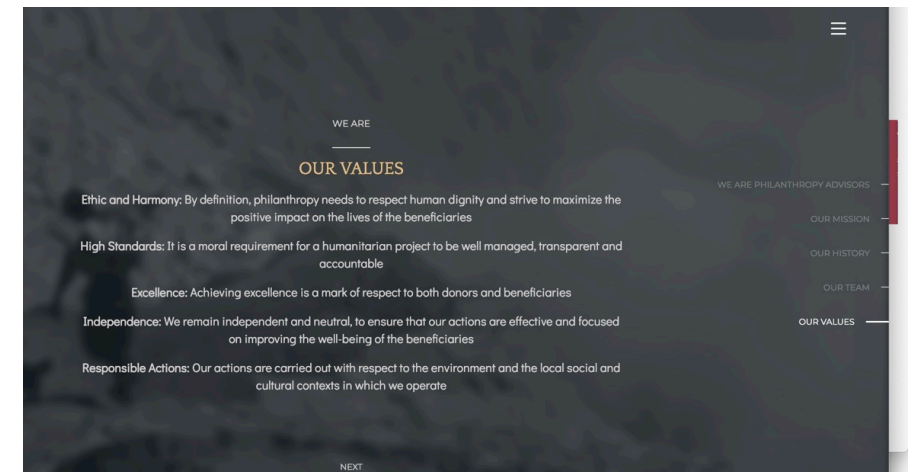 WE ARE
OUR VALUES
Ethic and Harmony: By definition, philanthropy needs to respect human dignity and strive to maximize the
positive impact on the lives of the beneficiaries
High Standards: It is a moral requirement for a humanitarian project to be well managed, transparent and
accountable
Excellence: Achieving excellence is a mark of respect to both donors and beneficiaries
Independence: We remain independent and neutral, to ensure that our actions are effective and focused
on improving the well-being of the beneficiaries
Responsible Actions: Our actions are carried out with respect to the environment and the local social and
cultural contexts in which we operate
NEXT
WE ARE PHILANTHROPY ADVISORS
OUR MISSION
OUR HISTORY
OUR TEAM
OUR VALUES